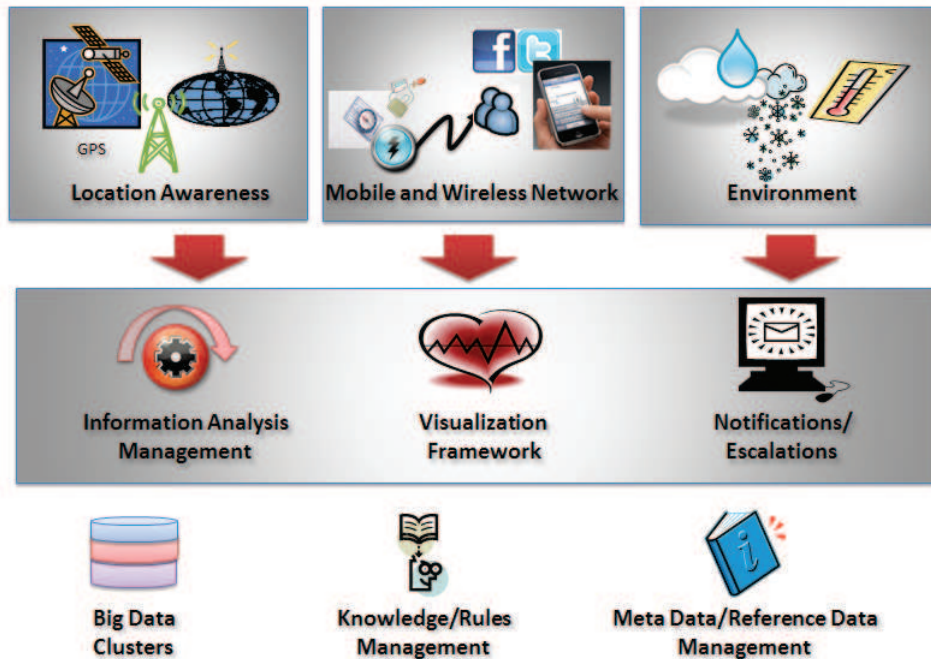 GPS
Location Awareness
Mobile and Wireless Network
Environment
Information Analysis
Management
Visualization
Framework
Notifications/
Escalations
Big Data
Clusters
Knowledge/Rules
Management
Meta Data/Reference Data
Management